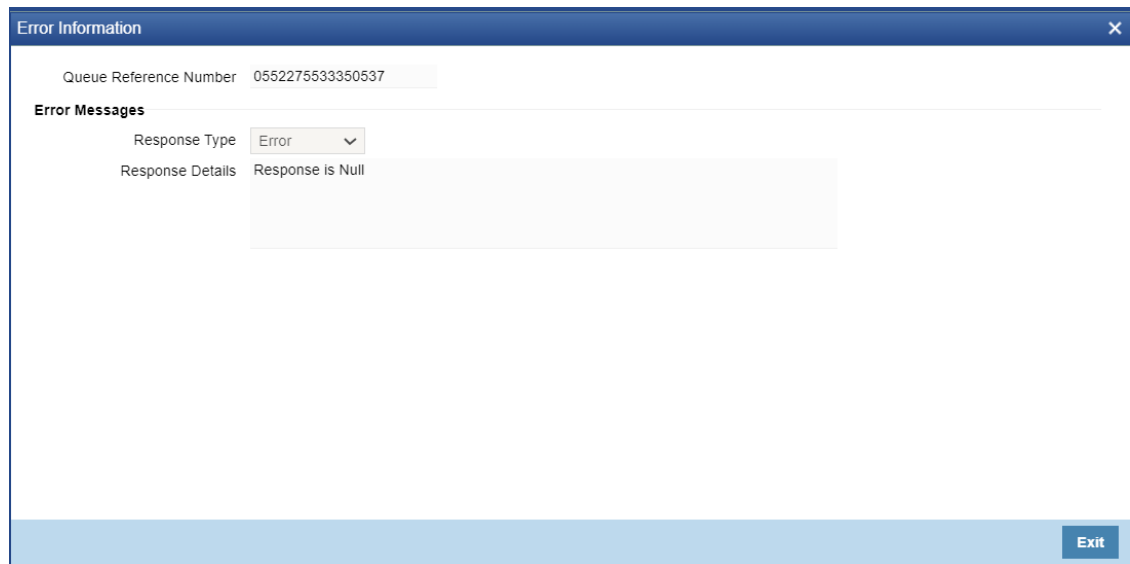 Error Information
Queue Reference Number 0552275533350537
Error Messages
Response Type Error
Response Details Response is Null
Exit